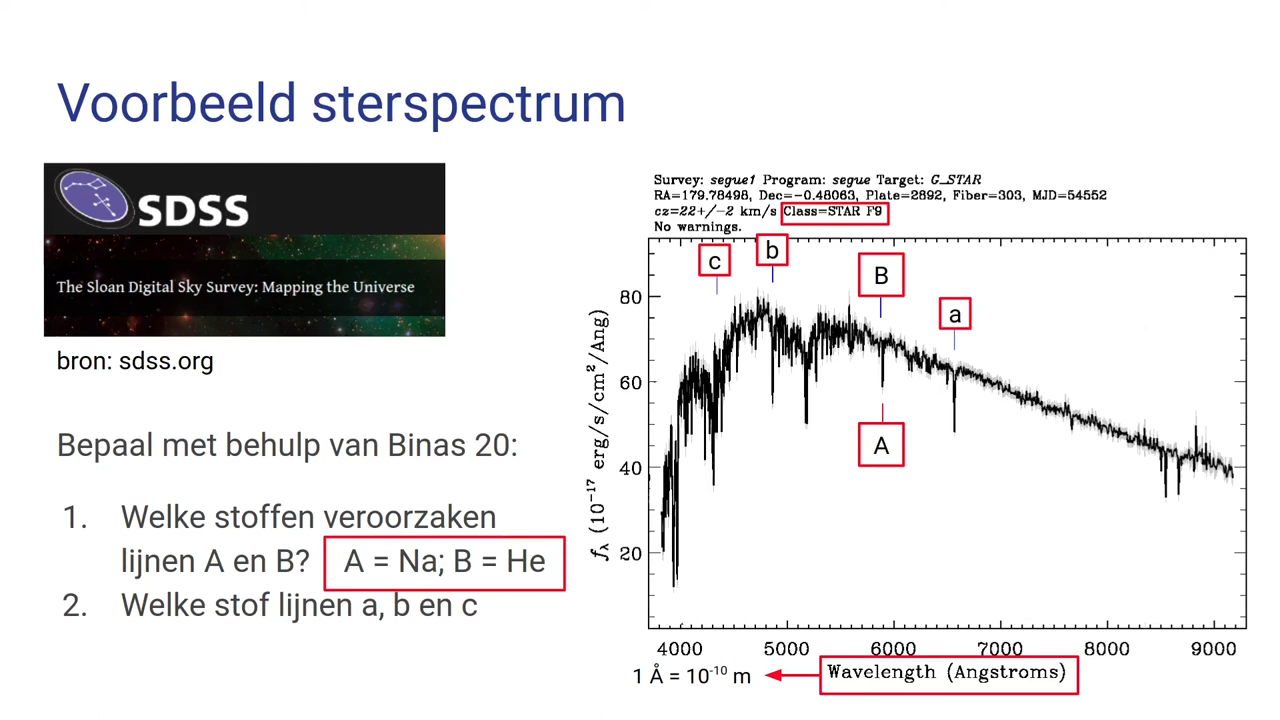 Voorbeeld sterspectrum
SDSS
The Sloan Digital Sky Survey: Mapping the Universe
bron: sdss.org
Bepaal met behulp van Binas 20:
1. Welke stoffen veroorzaken
lijnen A en B? A = Na; B = He
2. Welke stof lijnen a, b en c
Survey: segue1 Program: segue Target: G_STAR
RA=179.78498, Dec=−0.48063, Plate=2892, Fiber=303, MJD=54552
cz=22+/−2 km/s Class=STAR F9
No warnings.
c
b
B
a
A
80
60
40
20
f_λ (10⁻¹⁷ erg/s/cm²/Ang)
4000 5000 6000 7000 8000 9000
1 Å = 10⁻¹⁰ m
Wavelength (Angstroms)